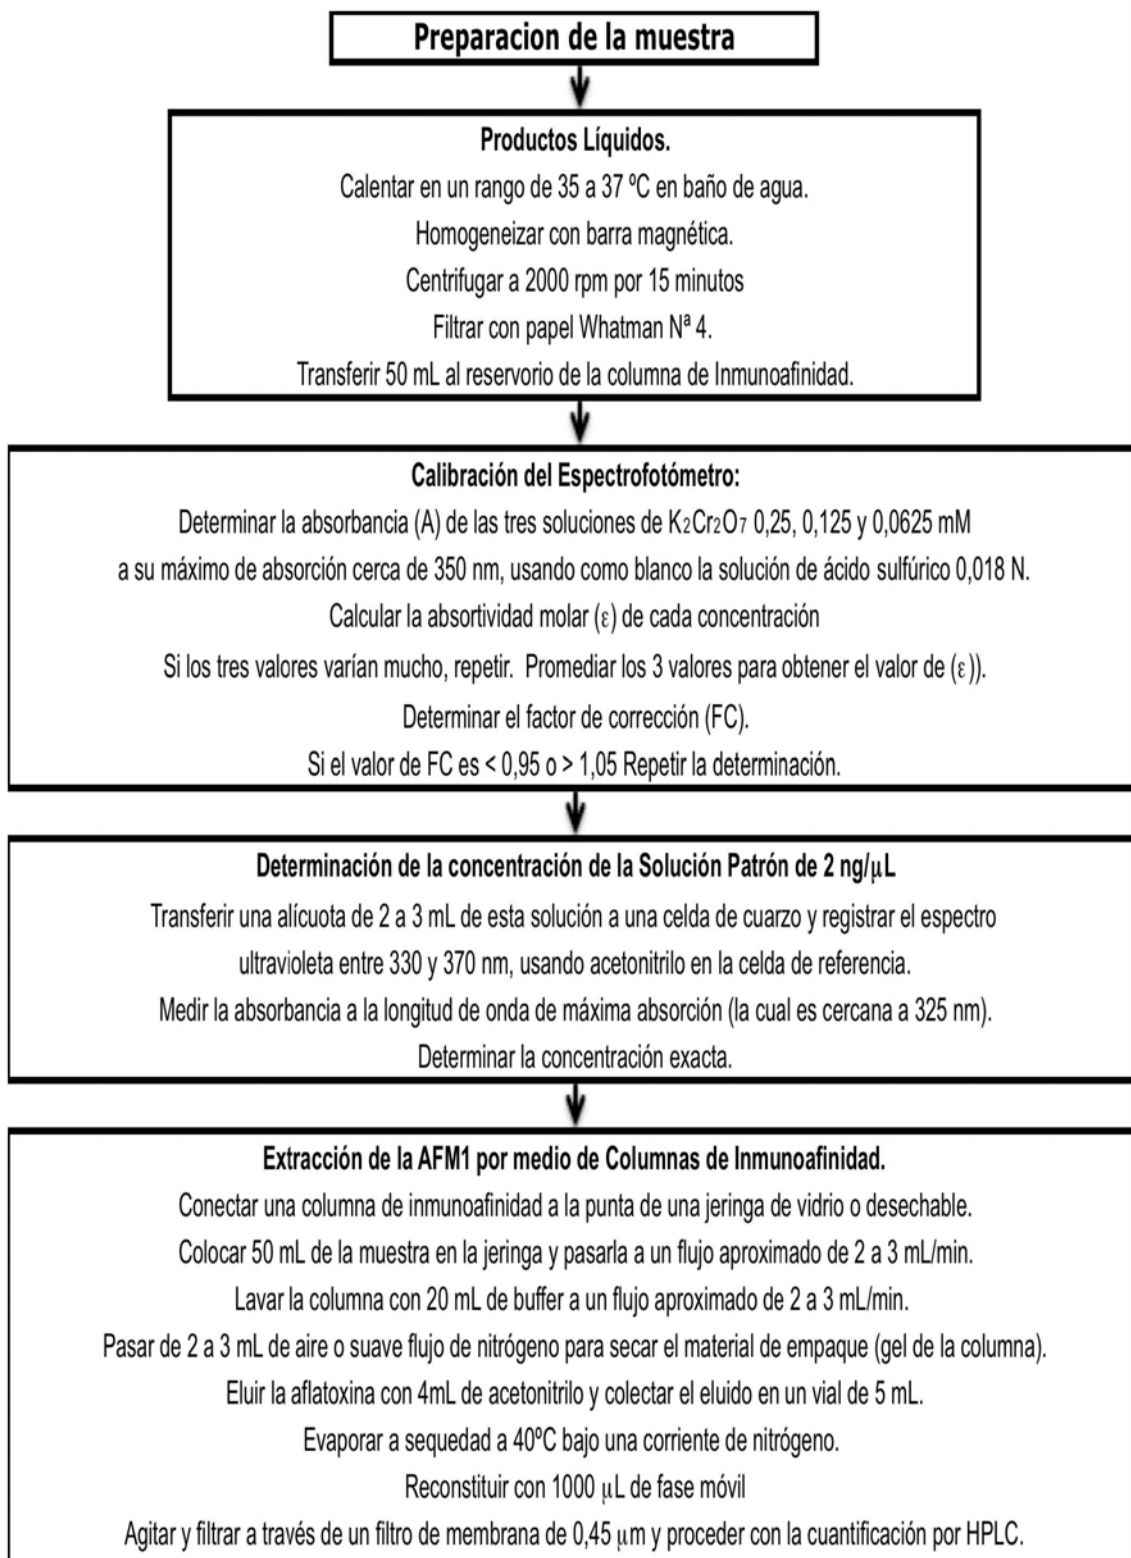 Preparacion de la muestra
Productos Líquidos.
Calentar en un rango de 35 a 37 ºC en baño de agua.
Homogeneizar con barra magnética.
Centrifugar a 2000 rpm por 15 minutos
Filtrar con papel Whatman Nª 4.
Transferir 50 mL al reservorio de la columna de Inmunoafinidad.
Calibración del Espectrofotómetro:
Determinar la absorbancia (A) de las tres soluciones de K2Cr2O7 0,25, 0,125 y 0,0625 mM
a su máximo de absorción cerca de 350 nm, usando como blanco la solución de ácido sulfúrico 0,018 N.
Calcular la absortividad molar (ε) de cada concentración
Si los tres valores varían mucho, repetir. Promediar los 3 valores para obtener el valor de (ε)).
Determinar el factor de corrección (FC).
Si el valor de FC es < 0,95 o > 1,05 Repetir la determinación.
Determinación de la concentración de la Solución Patrón de 2 ng/µL
Transferir una alícuota de 2 a 3 mL de esta solución a una celda de cuarzo y registrar el espectro
ultravioleta entre 330 y 370 nm, usando acetonitrilo en la celda de referencia.
Medir la absorbancia a la longitud de onda de máxima absorción (la cual es cercana a 325 nm).
Determinar la concentración exacta.
Extracción de la AFM1 por medio de Columnas de Inmunoafinidad.
Conectar una columna de inmunoafinidad a la punta de una jeringa de vidrio o desechable.
Colocar 50 mL de la muestra en la jeringa y pasarla a un flujo aproximado de 2 a 3 mL/min.
Lavar la columna con 20 mL de buffer a un flujo aproximado de 2 a 3 mL/min.
Pasar de 2 a 3 mL de aire o suave flujo de nitrógeno para secar el material de empaque (gel de la columna).
Eluir la aflatoxina con 4mL de acetonitrilo y colectar el eluido en un vial de 5 mL.
Evaporar a sequedad a 40ºC bajo una corriente de nitrógeno.
Reconstituir con 1000 µL de fase móvil
Agitar y filtrar a través de un filtro de membrana de 0,45 µm y proceder con la cuantificación por HPLC.